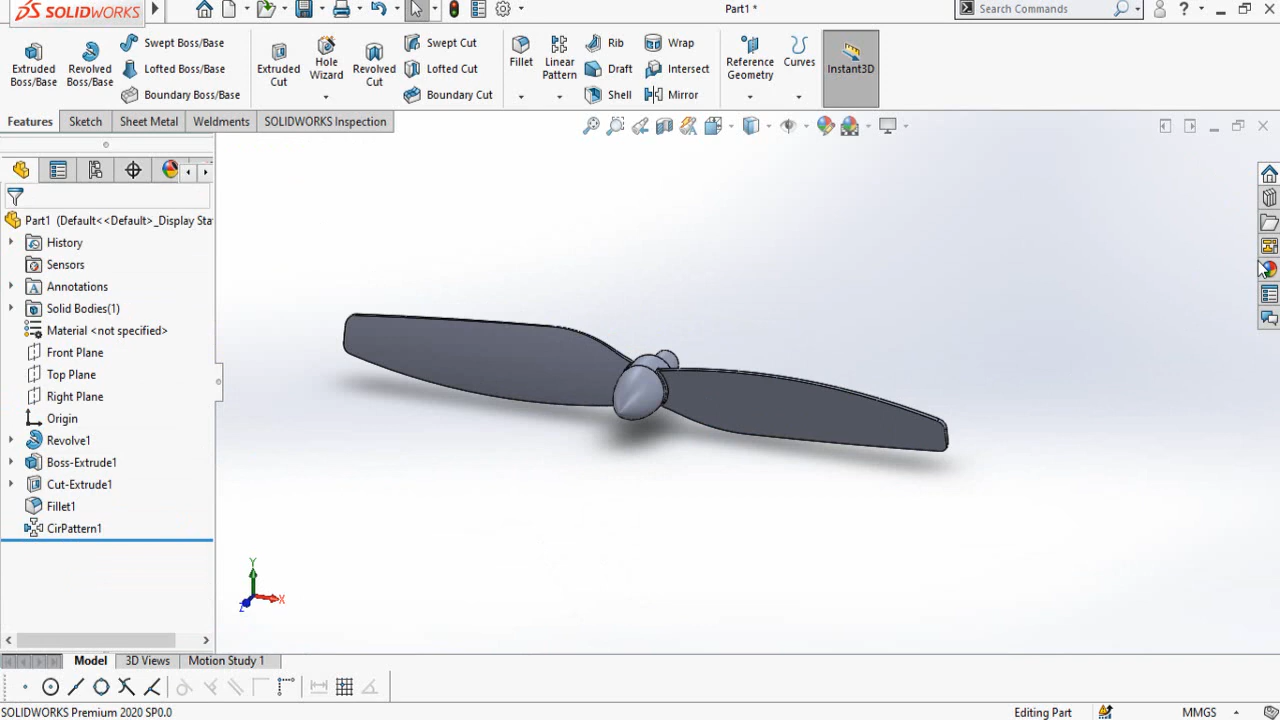 SOLIDWORKS
Part1 *
Search Commands
?
Extruded Boss/Base
Revolved Boss/Base
Swept Boss/Base
Lofted Boss/Base
Boundary Boss/Base
Extruded Cut
Hole Wizard
Revolved Cut
Swept Cut
Lofted Cut
Boundary Cut
Fillet
Linear Pattern
Rib
Draft
Shell
Wrap
Intersect
Mirror
Reference Geometry
Curves
Instant3D
Features
Sketch
Sheet Metal
Weldments
SOLIDWORKS Inspection
Part1 (Default<<Default>_Display Sta
History
Sensors
A Annotations
Solid Bodies(1)
Material <not specified>
Front Plane
Top Plane
Right Plane
Origin
Revolve1
Boss-Extrude1
Cut-Extrude1
Fillet1
CirPattern1
Y
X
Z
Model
3D Views
Motion Study 1
SOLIDWORKS Premium 2020 SP0.0
Editing Part
MMGS